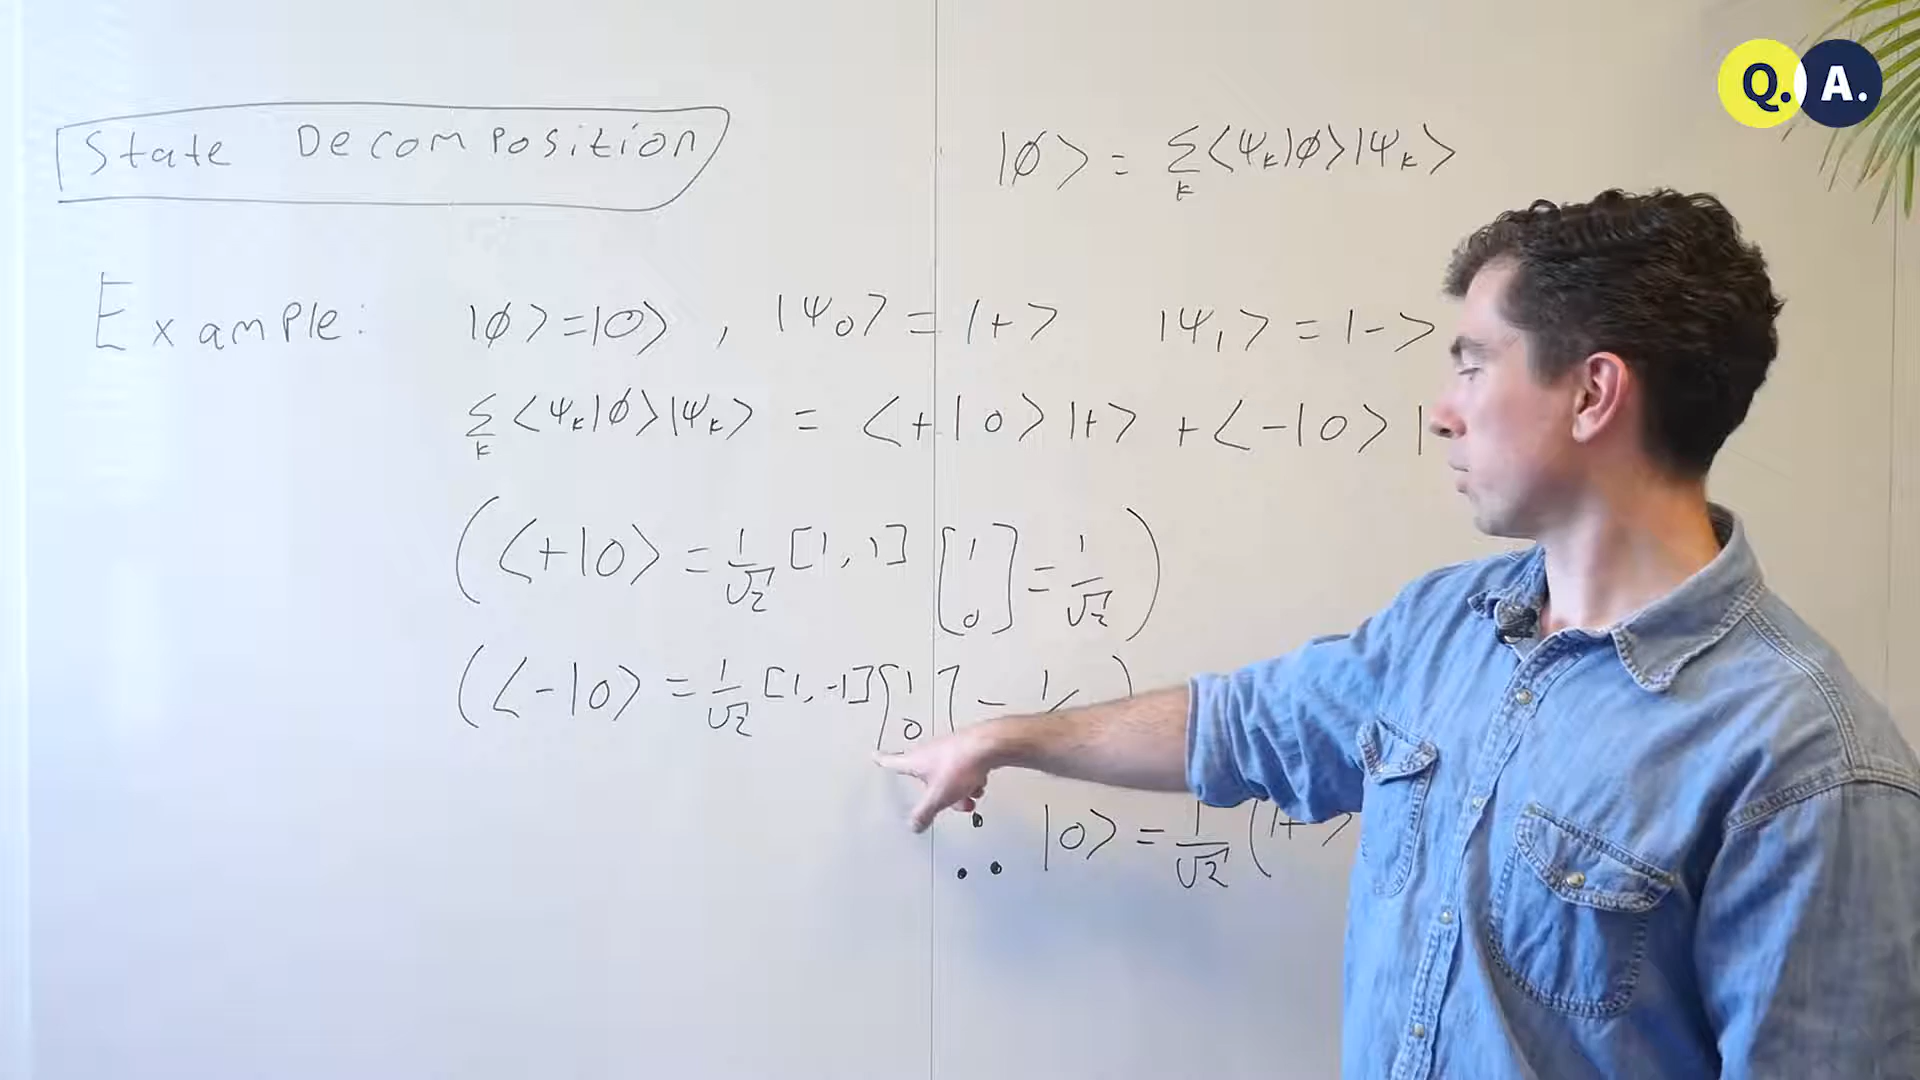 Q. A.
State Decomposition
|ϕ> = Σ_k <Ψ_k|ϕ>|Ψ_k>
Example: |ϕ>=|0>, |Ψ_0> = |+> |Ψ_1> = |->
Σ_k <Ψ_k|ϕ>|Ψ_k> = <+|0>|+> + <-|0> |
(<+|0> = 1/√2 [1, 1] [1 0] = 1/√2)
(<-|0> = 1/√2 [1, -1] [1 0] = 1/ )
∴ |0> = 1/√2 (|+>